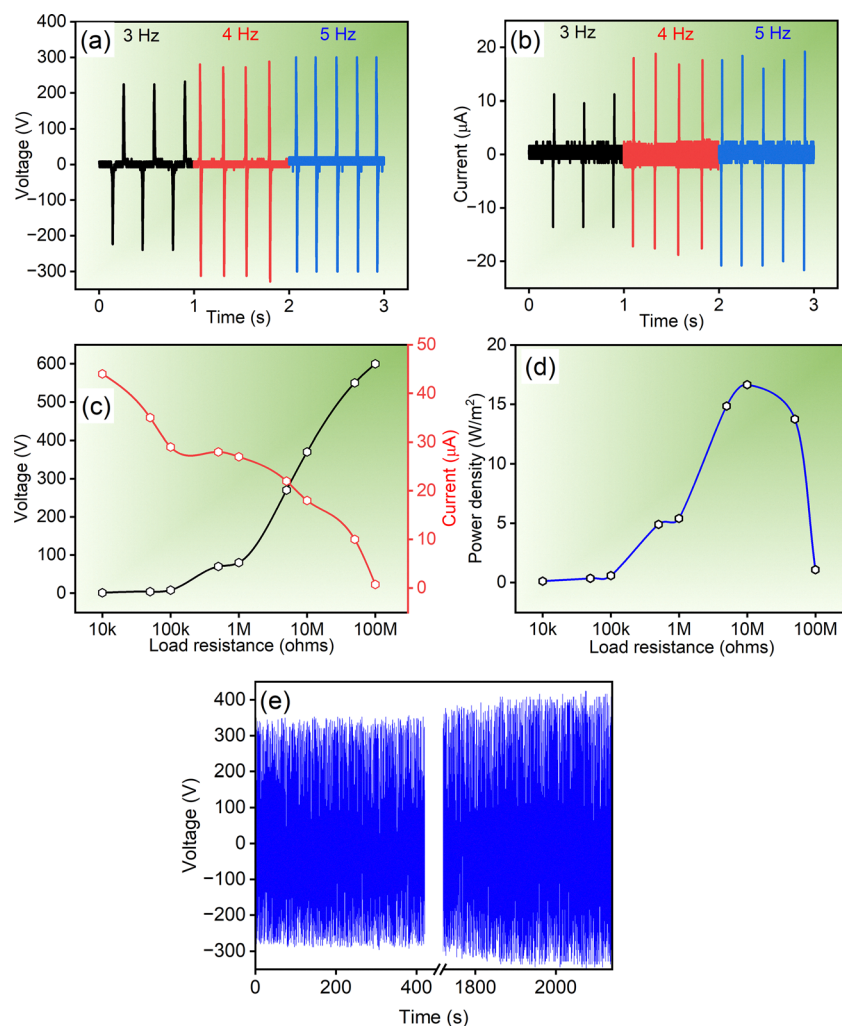 (a)
3 Hz 4 Hz 5 Hz
400
300
200
100
0
−100
−200
−300
Voltage (V)
0 1 2 3
Time (s)
(b)
3 Hz 4 Hz 5 Hz
20
10
0
−10
−20
Current (µA)
0 1 2 3
Time (s)
(c)
600
500
400
300
200
100
0
Voltage (V)
50
40
30
20
10
0
Current (µA)
10k 100k 1M 10M 100M
Load resistance (ohms)
(d)
20
15
10
5
0
Power density (W/m²)
10k 100k 1M 10M 100M
Load resistance (ohms)
(e)
400
300
200
100
0
−100
−200
−300
Voltage (V)
0 200 400 1800 2000
Time (s)